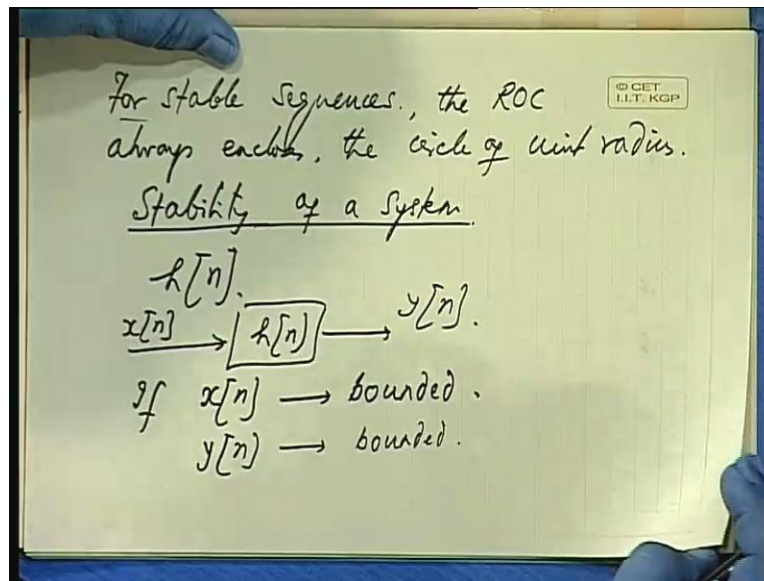 For stable sequences., the ROC
© CET
I.I.T. KGP
always encloses, the circle of unit radius.
Stability of a system.
h[n].
x[n] → h[n] → y[n].
If x[n] → bounded.
y[n] → bounded.